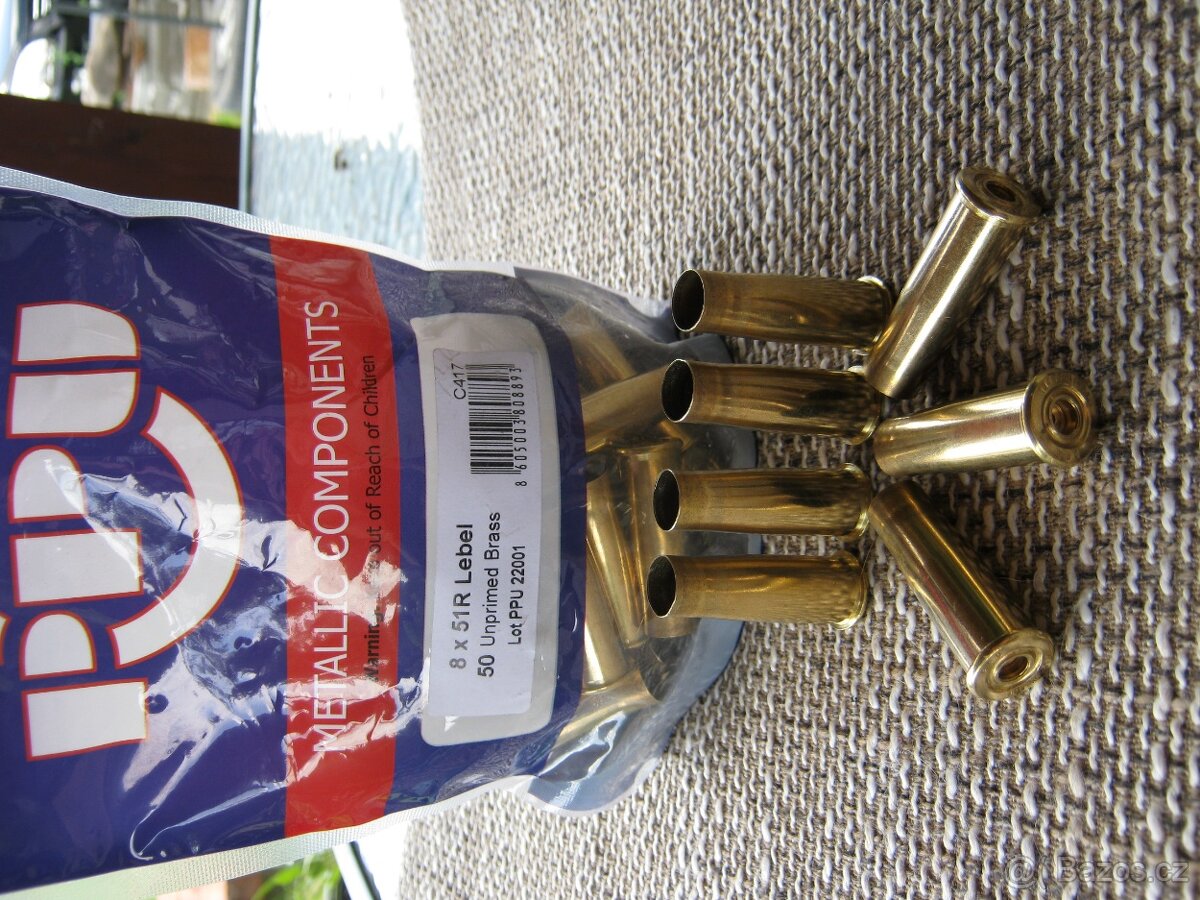 PPU
METALLIC COMPONENTS
Warning: out of Reach of Children
C417
8 605003 808893
8 x 51R Lebel
50 Unprimed Brass
Lot PPU 22001
© Bazos.cz